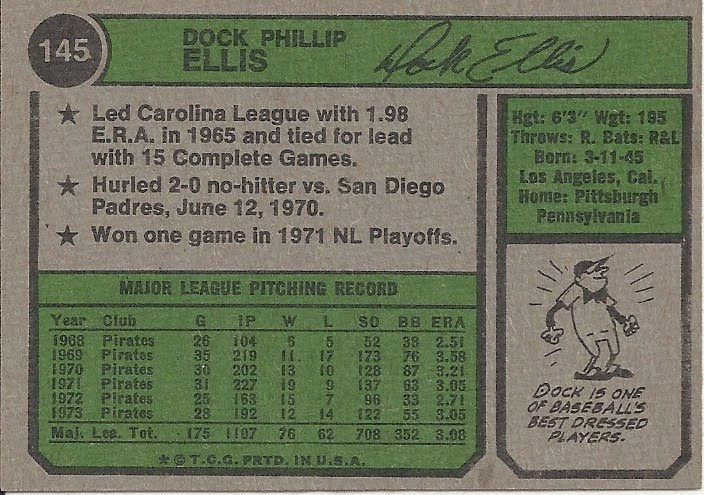 145
DOCK PHILLIP
ELLIS
Dock Ellis
★ Led Carolina League with 1.98
E.R.A. in 1965 and tied for lead
with 15 Complete Games.
★ Hurled 2-0 no-hitter vs. San Diego
Padres, June 12, 1970.
★ Won one game in 1971 NL Playoffs.
Hgt: 6'3" Wgt: 195
Throws: R. Bats: R&L
Born: 3-11-45
Los Angeles, Cal.
Home: Pittsburgh
Pennsylvania
MAJOR LEAGUE PITCHING RECORD
Year Club G IP W L SO BB ERA
1968 Pirates 26 104 6 5 52 38 2.51
1969 Pirates 35 219 11 17 173 76 3.58
1970 Pirates 30 202 13 10 128 87 3.21
1971 Pirates 31 227 19 9 137 63 3.05
1972 Pirates 25 163 15 7 96 33 2.71
1973 Pirates 28 192 12 14 122 55 3.05
Maj. Lea. Tot. 175 1107 76 62 708 352 3.08
★ © T.C.G. PRTD. IN U.S.A.
DOCK IS ONE
OF BASEBALL'S
BEST DRESSED
PLAYERS.